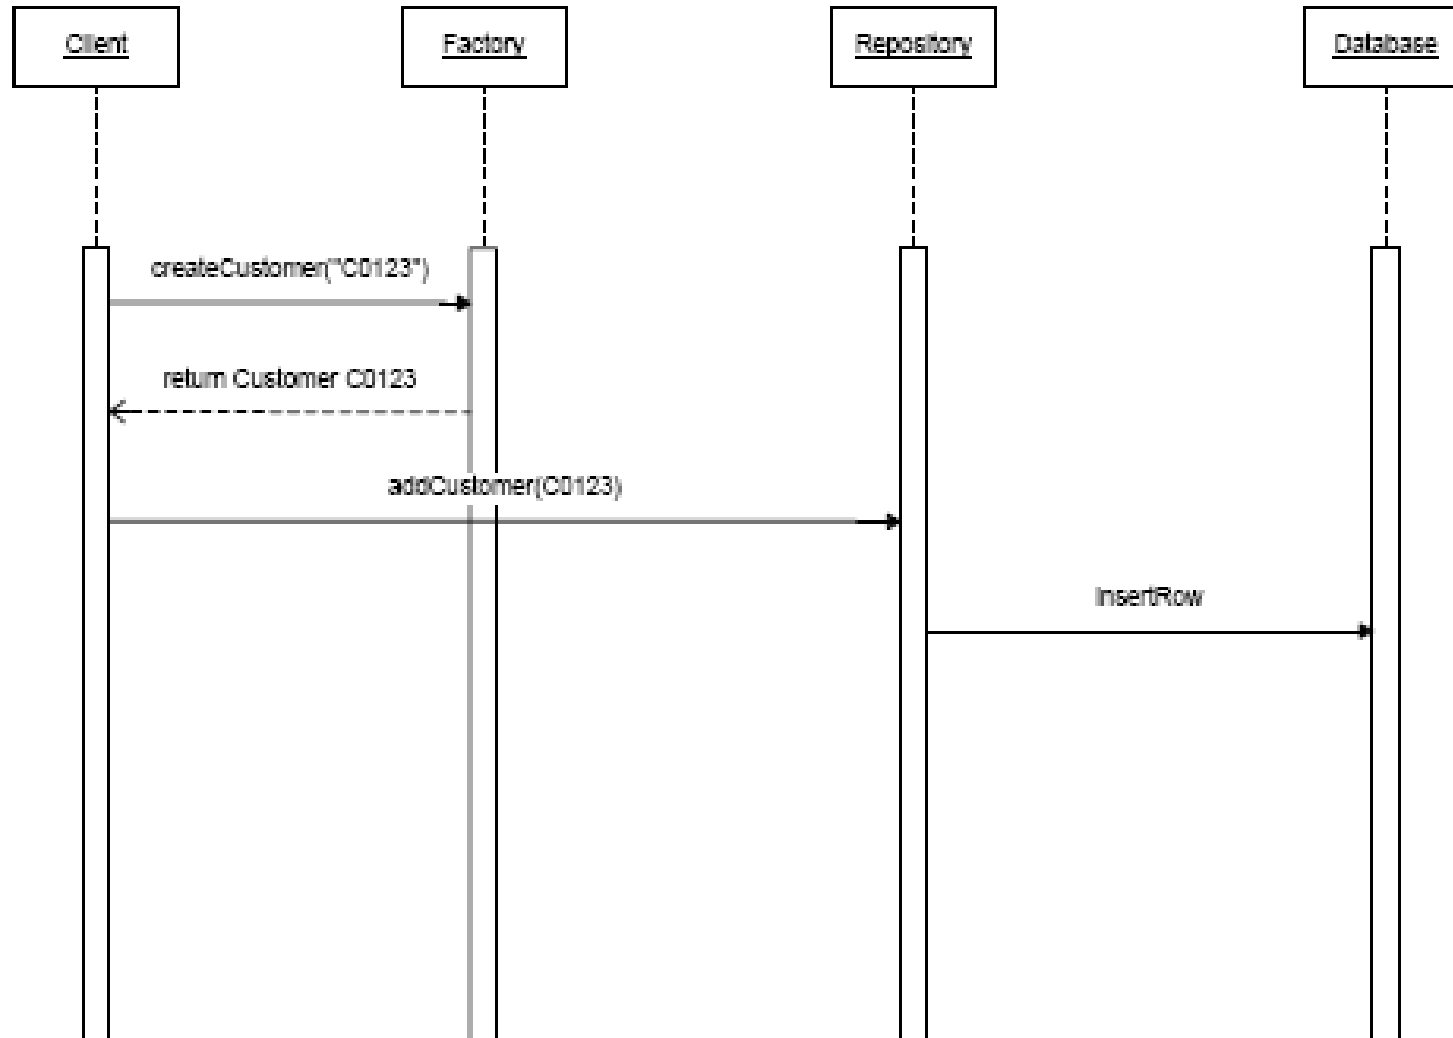 Client
Factory
Repository
Database
createCustomer("C0123")
return Customer C0123
addCustomer(C0123)
insertRow